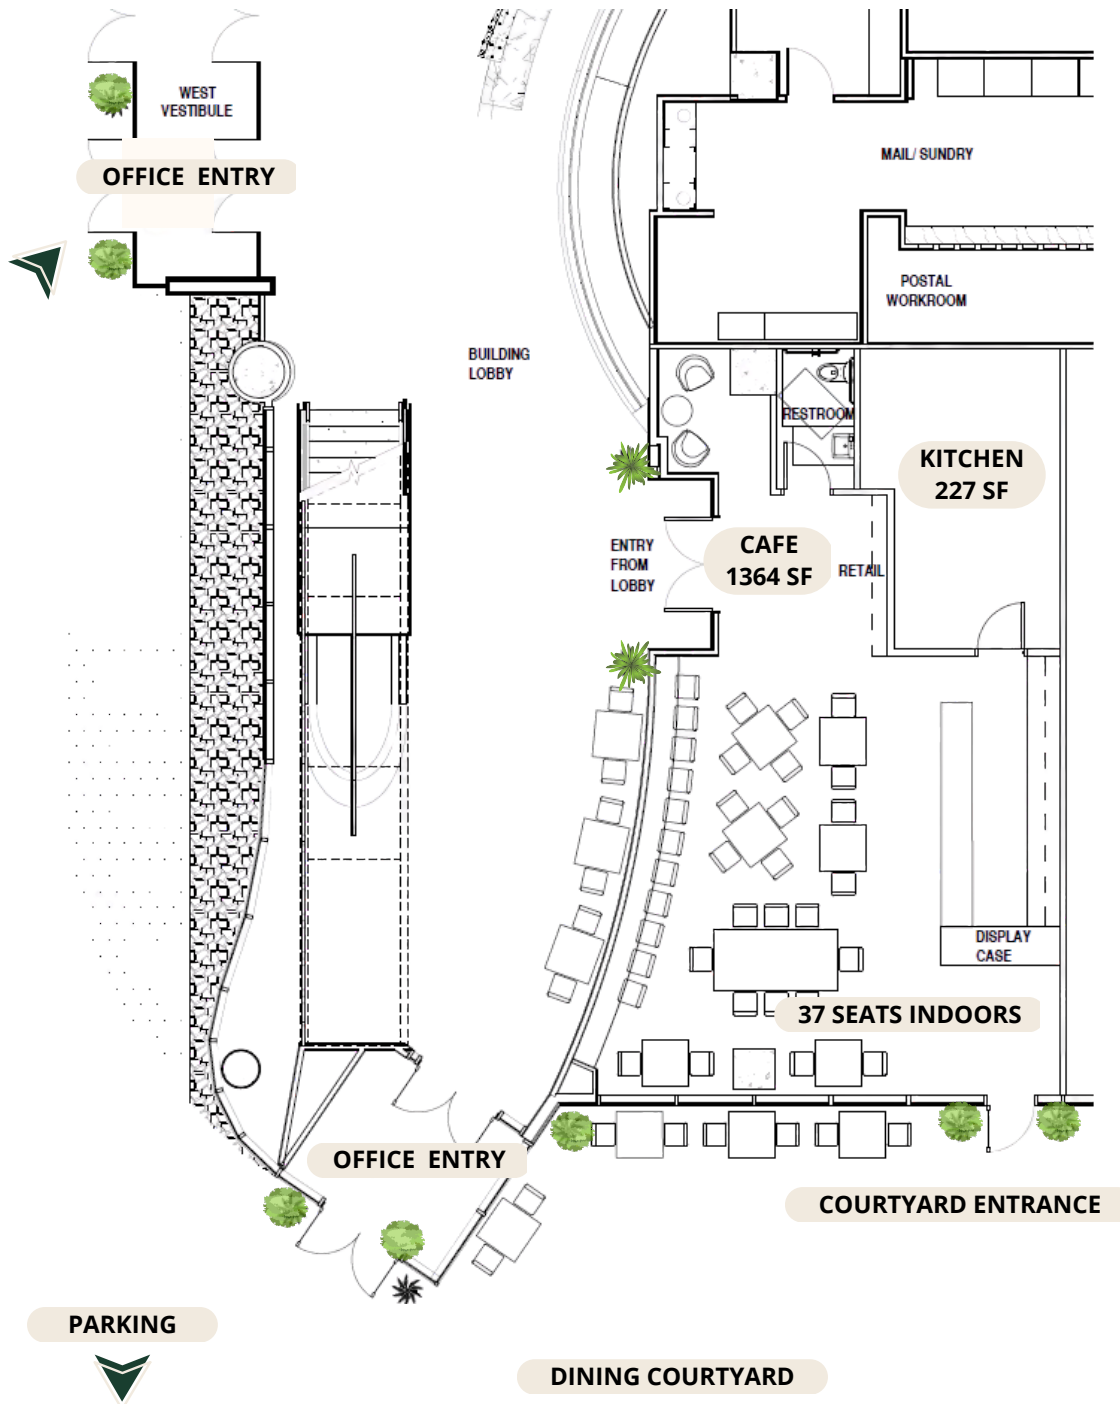 WEST
VESTIBULE
OFFICE ENTRY
MAIL/ SUNDRY
POSTAL
WORKROOM
BUILDING
LOBBY
RESTROOM
KITCHEN
227 SF
ENTRY
FROM
LOBBY
CAFE
1364 SF
RETAIL
DISPLAY
CASE
37 SEATS INDOORS
OFFICE ENTRY
COURTYARD ENTRANCE
PARKING
DINING COURTYARD